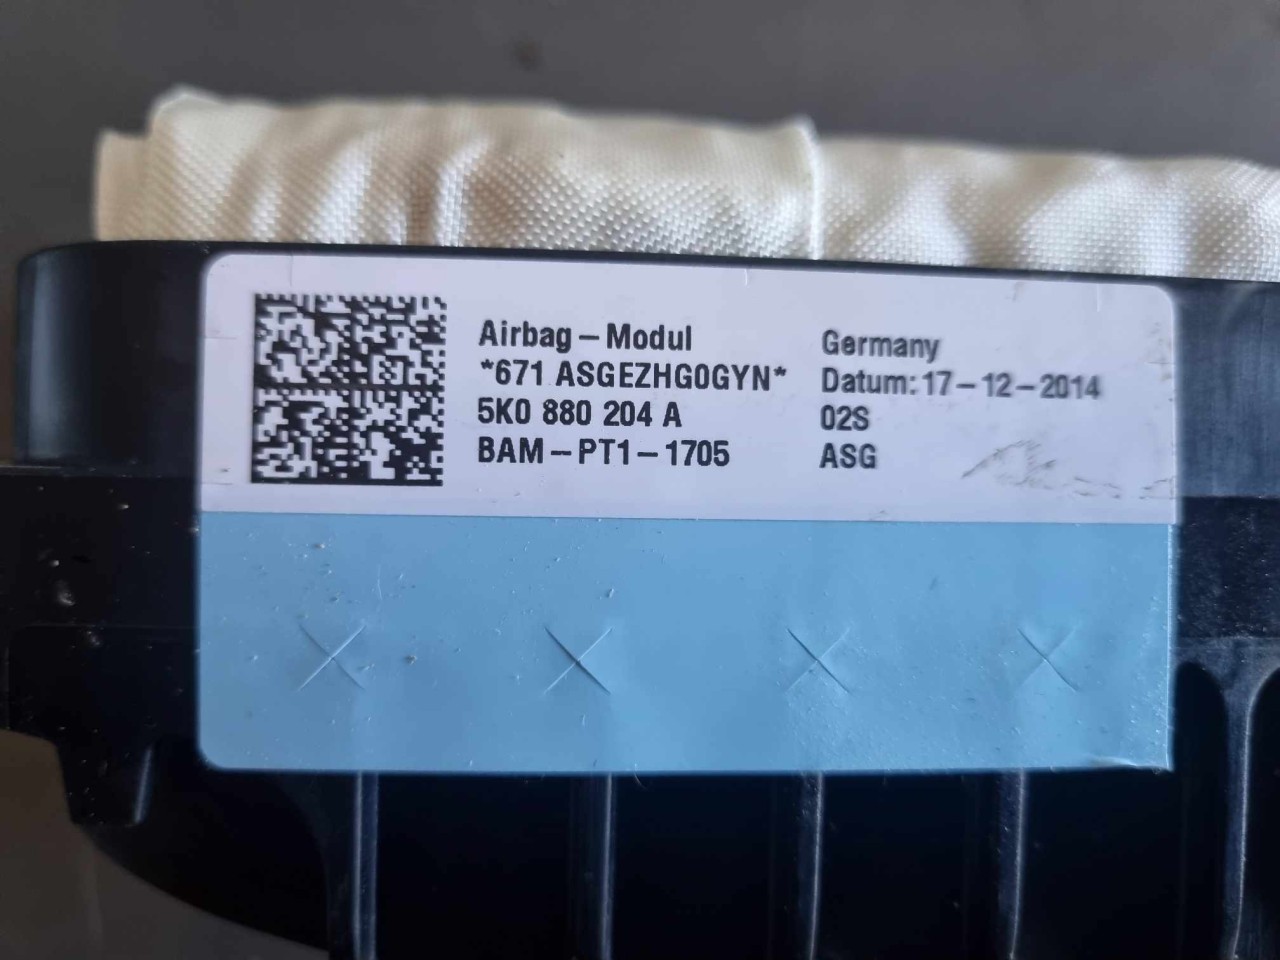 Airbag – Modul
*671 ASGEZHG0GYN*
5K0 880 204 A
BAM – PT1 – 1705
Germany
Datum: 17 – 12 – 2014
02S
ASG